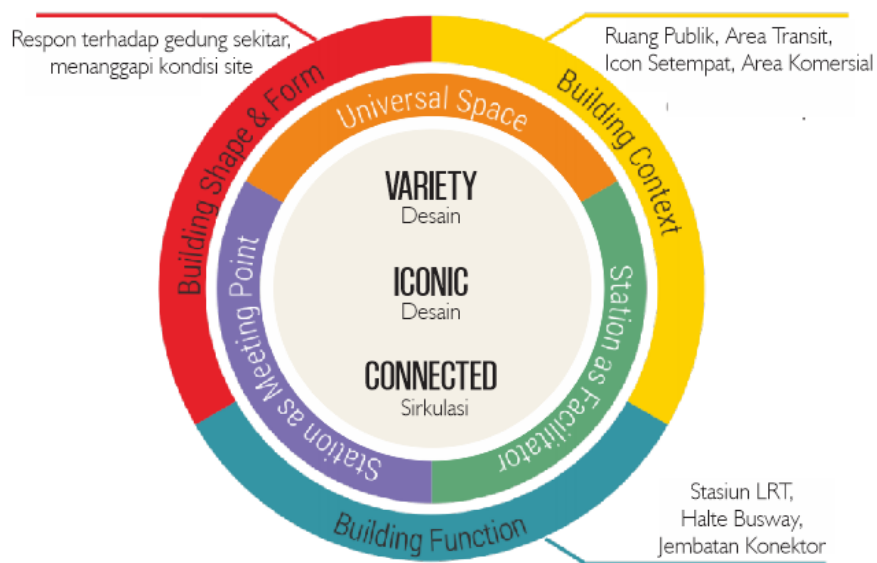 Respon terhadap gedung sekitar,
menanggapi kondisi site
Ruang Publik, Area Transit,
Icon Setempat, Area Komersial
Building Shape & Form
Building Context
Universal Space
VARIETY
Desain
ICONIC
Desain
CONNECTED
Sirkulasi
Station as Meeting Point
Station as Facilitator
Building Function
Stasiun LRT,
Halte Busway,
Jembatan Konektor